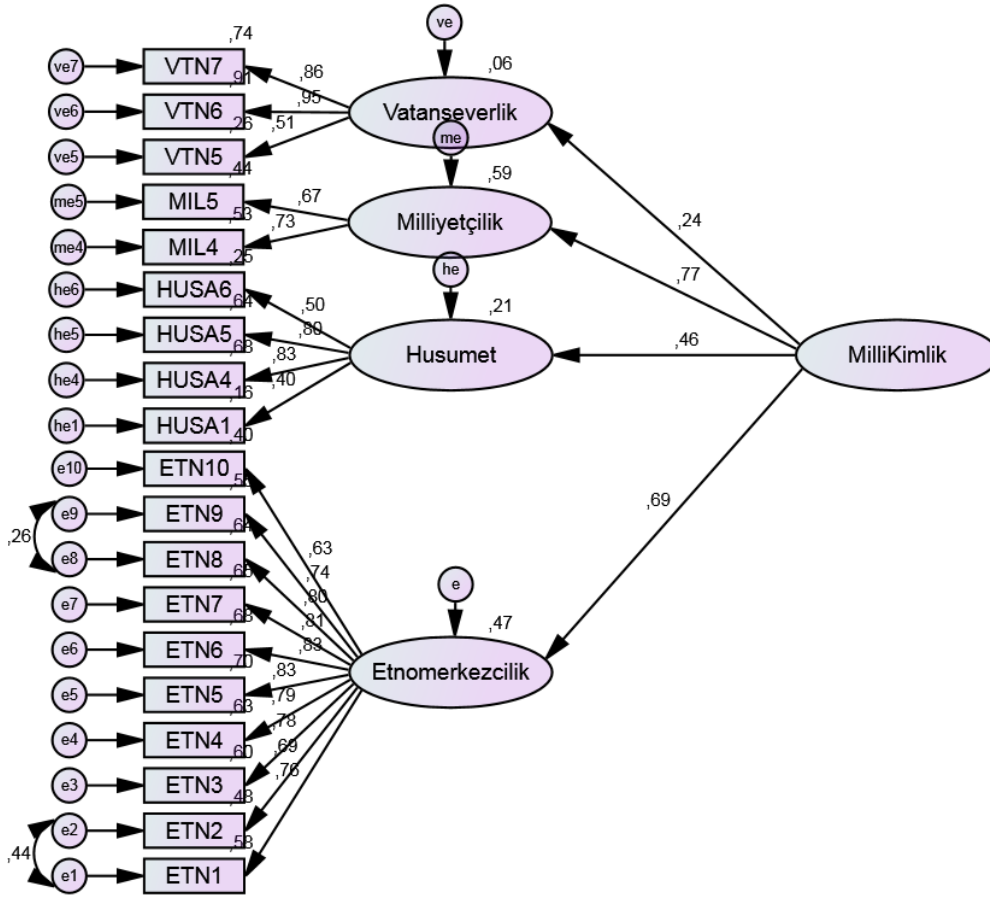 ve
,74
,06
ve7
VTN7
,86
,91
ve6
VTN6
,95
Vatanseverlik
,26
,51
me
ve5
VTN5
,44
,59
me5
MIL5
,67
,24
,53
,73
Milliyetçilik
me4
MIL4
,25
he
,77
he6
HUSA6
,64
,50
,21
he5
HUSA5
,80
,46
,68
,83
Husumet
MilliKimlik
he4
HUSA4
,40
,16
he1
HUSA1
,40
e10
ETN10
,69
e9
ETN9
,26
,64
,63
e8
ETN8
,74
,65
,80
e
e7
ETN7
,81
,68
,47
e6
ETN6
,83
,70
,83
Etnomerkezcilik
e5
ETN5
,79
,63
,78
e4
ETN4
,69
,60
,76
e3
ETN3
,48
e2
ETN2
,44
,58
e1
ETN1